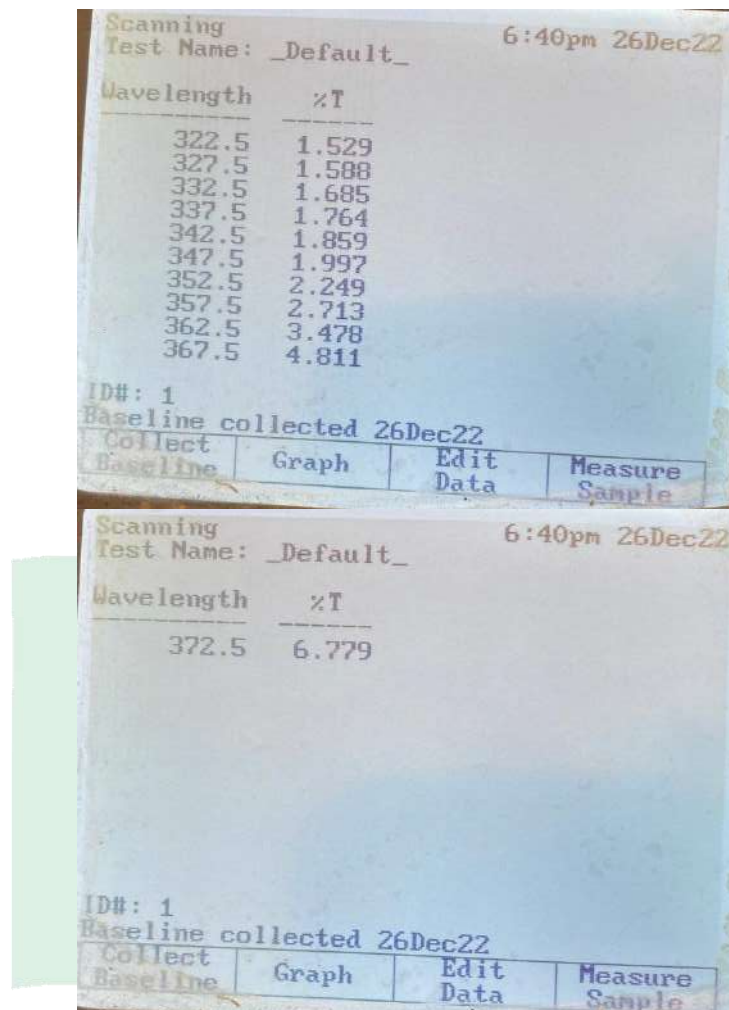 Scanning 6:40pm 26Dec22
Test Name: _Default_
Wavelength %T
322.5 1.529
327.5 1.588
332.5 1.685
337.5 1.764
342.5 1.859
347.5 1.997
352.5 2.249
357.5 2.713
362.5 3.478
367.5 4.811
ID#: 1
Baseline collected 26Dec22
Collect Baseline Graph Edit Data Measure Sample
Scanning 6:40pm 26Dec22
Test Name: _Default_
Wavelength %T
372.5 6.779
ID#: 1
Baseline collected 26Dec22
Collect Baseline Graph Edit Data Measure Sample